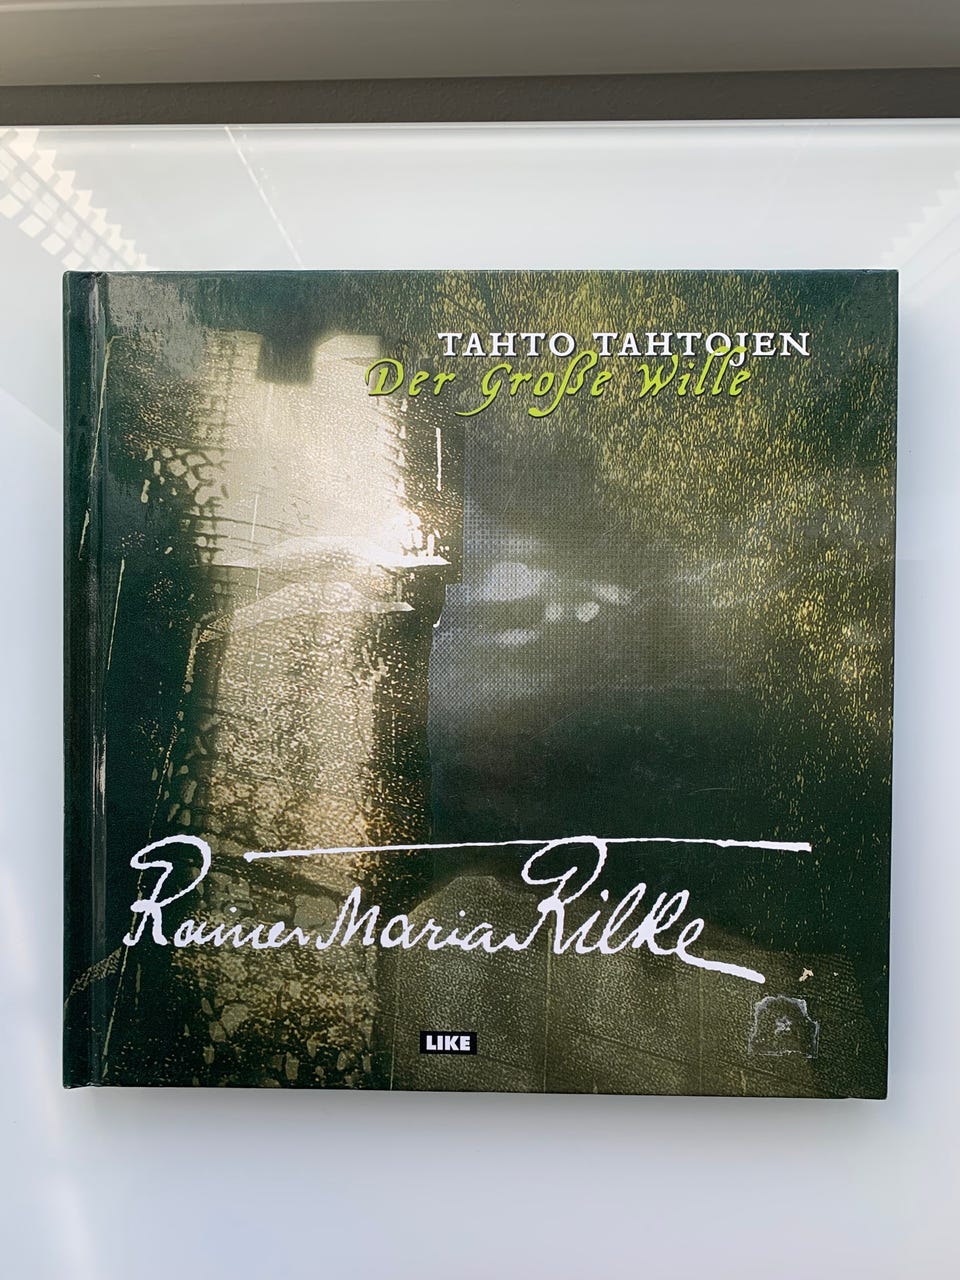 TAHTO TAHTOJEN
Der Große Wille
Rainer Maria Rilke
LIKE